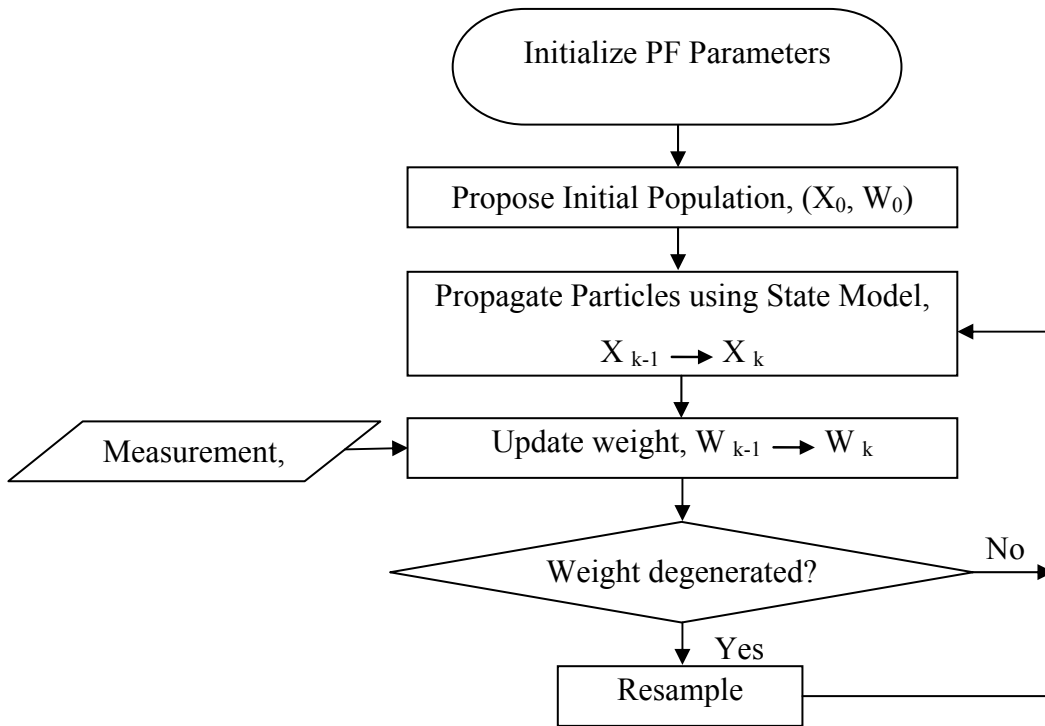 Initialize PF Parameters
Propose Initial Population, (X₀, W₀)
Propagate Particles using State Model,
X k-1 → X k
Measurement,
Update weight, W k-1 → W k
Weight degenerated?
No
Yes
Resample